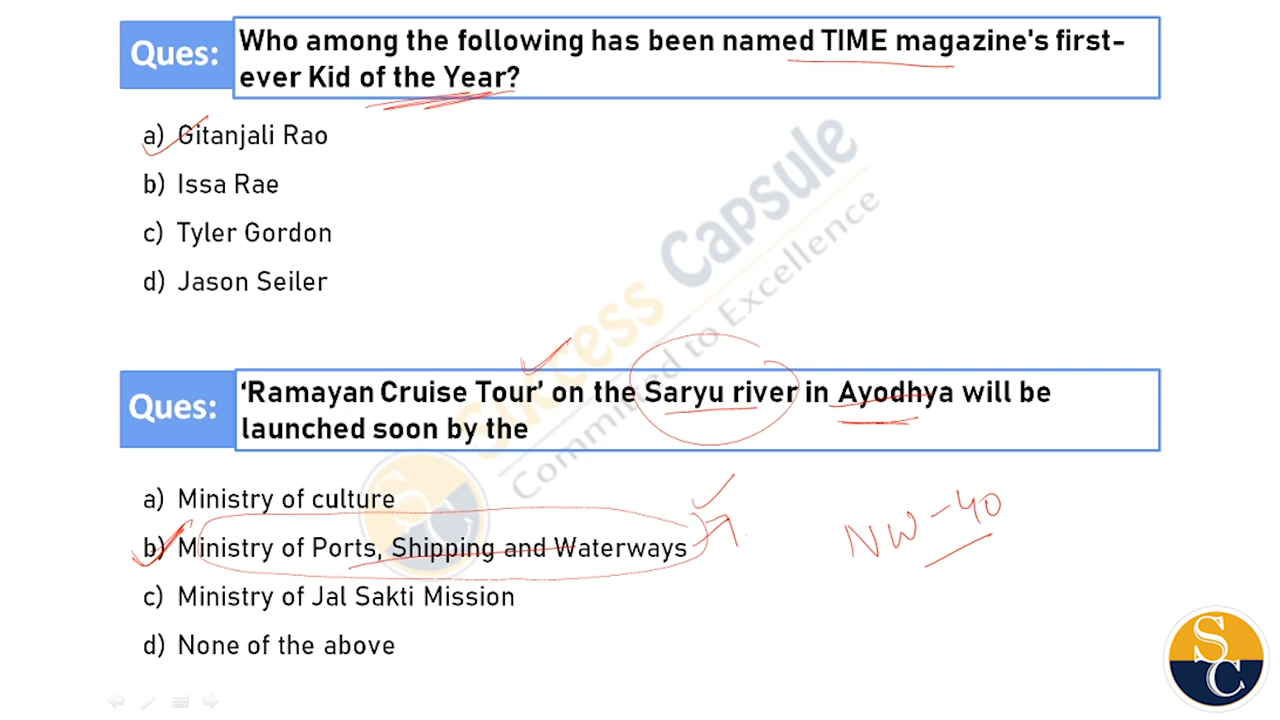 Ques:
Who among the following has been named TIME magazine's first-
ever Kid of the Year?
a) Gitanjali Rao
b) Issa Rae
c) Tyler Gordon
d) Jason Seiler
Success Capsule
Committed to Excellence
Ques:
‘Ramayan Cruise Tour’ on the Saryu river in Ayodhya will be
launched soon by the
a) Ministry of culture
b) Ministry of Ports, Shipping and Waterways
c) Ministry of Jal Sakti Mission
d) None of the above
NW-40
SC